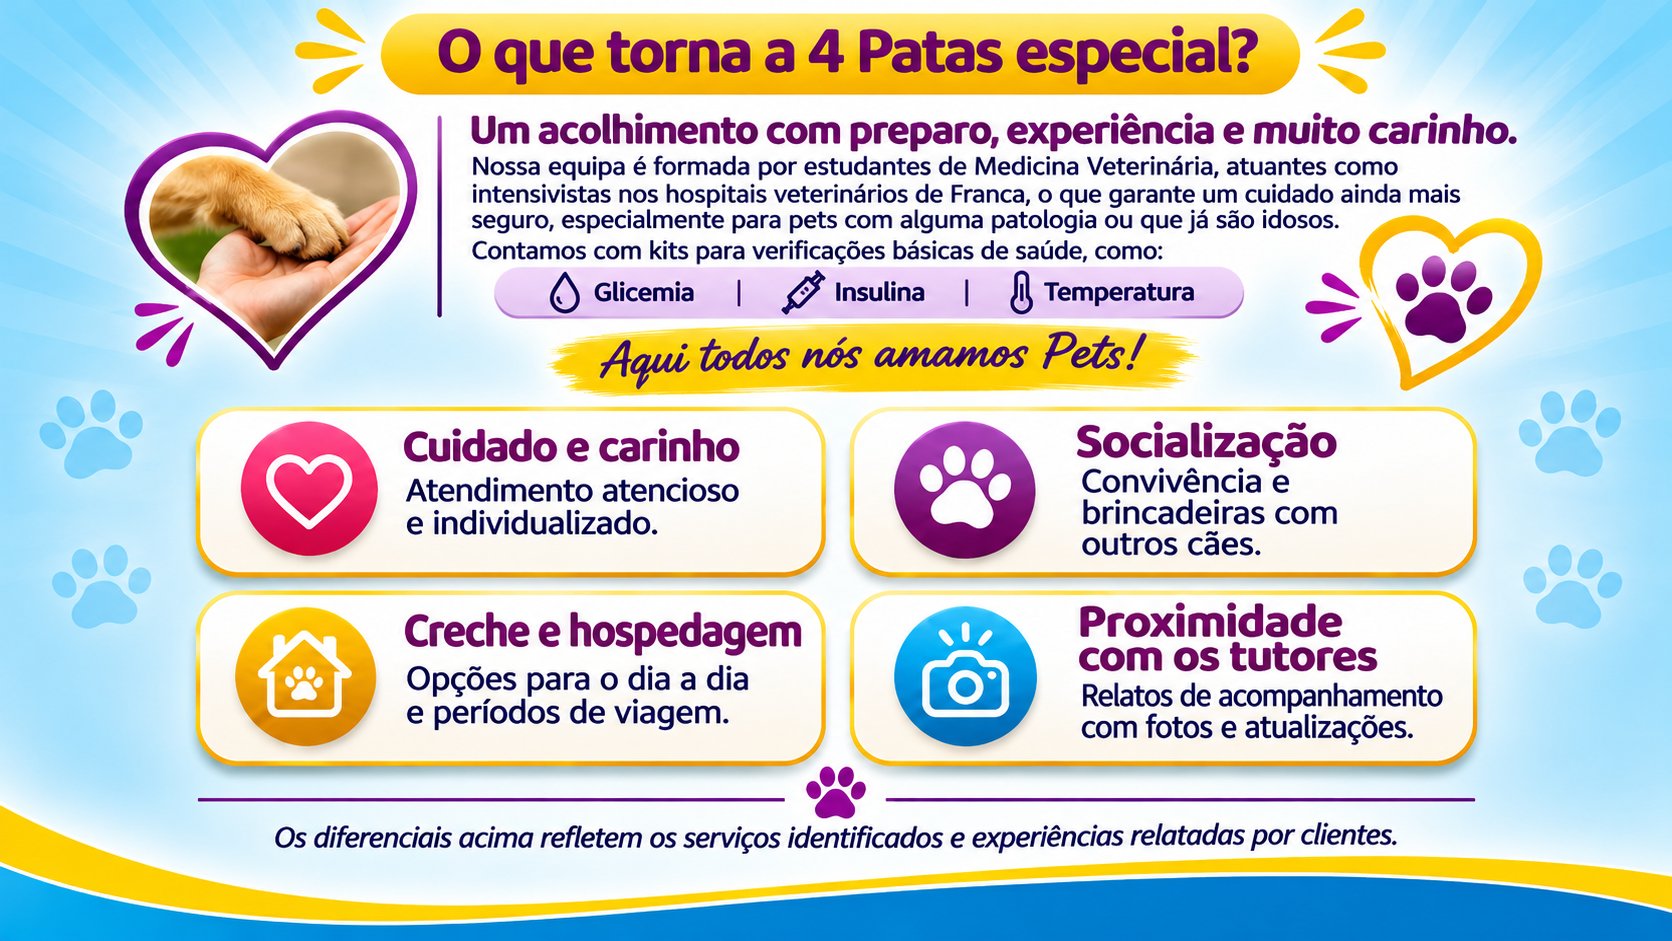 O que torna a 4 Patas especial?
Um acolhimento com preparo, experiência e muito carinho.
Nossa equipa é formada por estudantes de Medicina Veterinária, atuantes como
intensivistas nos hospitais veterinários de Franca, o que garante um cuidado ainda mais
seguro, especialmente para pets com alguma patologia ou que já são idosos.
Contamos com kits para verificações básicas de saúde, como:
Glicemia | Insulina | Temperatura
Aqui todos nós amamos Pets!
Cuidado e carinho
Atendimento atencioso
e individualizado.
Socialização
Convivência e
brincadeiras com
outros cães.
Creche e hospedagem
Opções para o dia a dia
e períodos de viagem.
Proximidade
com os tutores
Relatos de acompanhamento
com fotos e atualizações.
Os diferenciais acima refletem os serviços identificados e experiências relatadas por clientes.